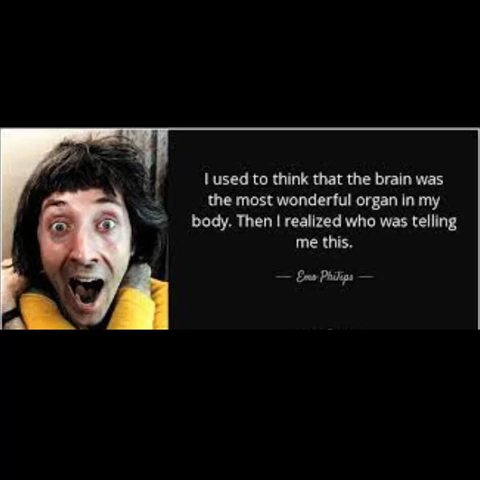 I used to think that the brain was
the most wonderful organ in my
body. Then I realized who was telling
me this.
— Emo Philips —